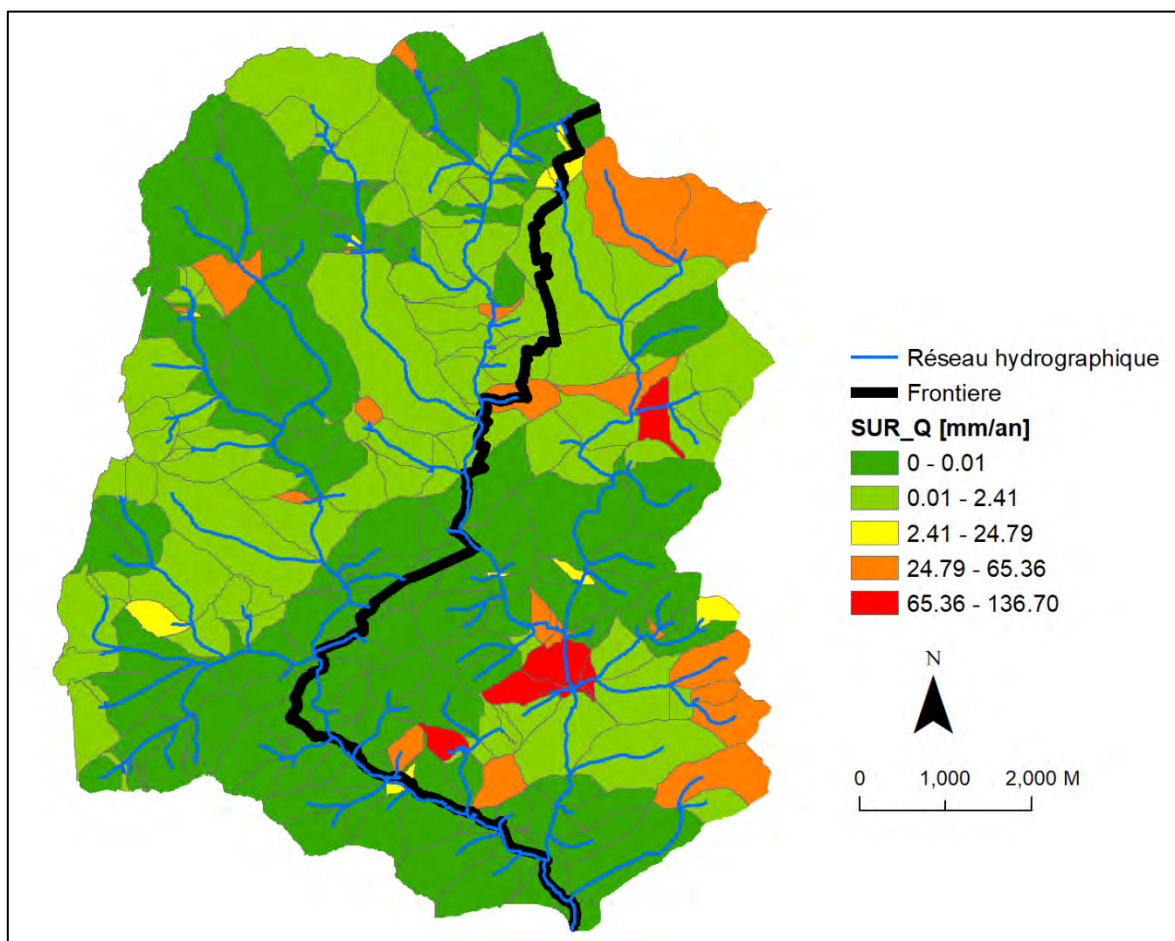 Réseau hydrographique
Frontiere
SUR_Q [mm/an]
0 - 0.01
0.01 - 2.41
2.41 - 24.79
24.79 - 65.36
65.36 - 136.70
N
0 1,000 2,000 M